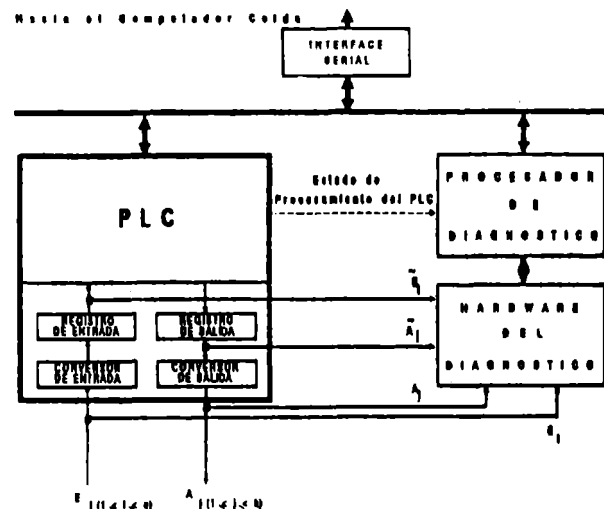 Hasia el Computador Celda
INTERFACE
SERIAL
PLC
Estado de
Procesamiento del PLC
PROCESADOR
DE
DIAGNOSTICO
REGISTRO
DE ENTRADA
REGISTRO
DE SALIDA
CONVERSOR
DE ENTRADA
CONVERSOR
DE SALIDA
HARDWARE
DEL
DIAGNOSTICO
Ã j
A j
E
A